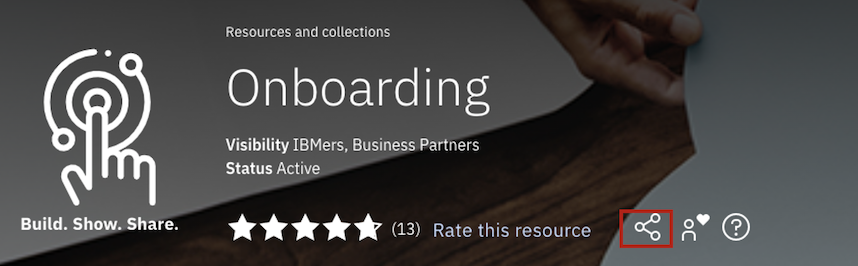 Resources and collections
Onboarding
Visibility IBMers, Business Partners
Status Active
Build. Show. Share.
(13) Rate this resource
?